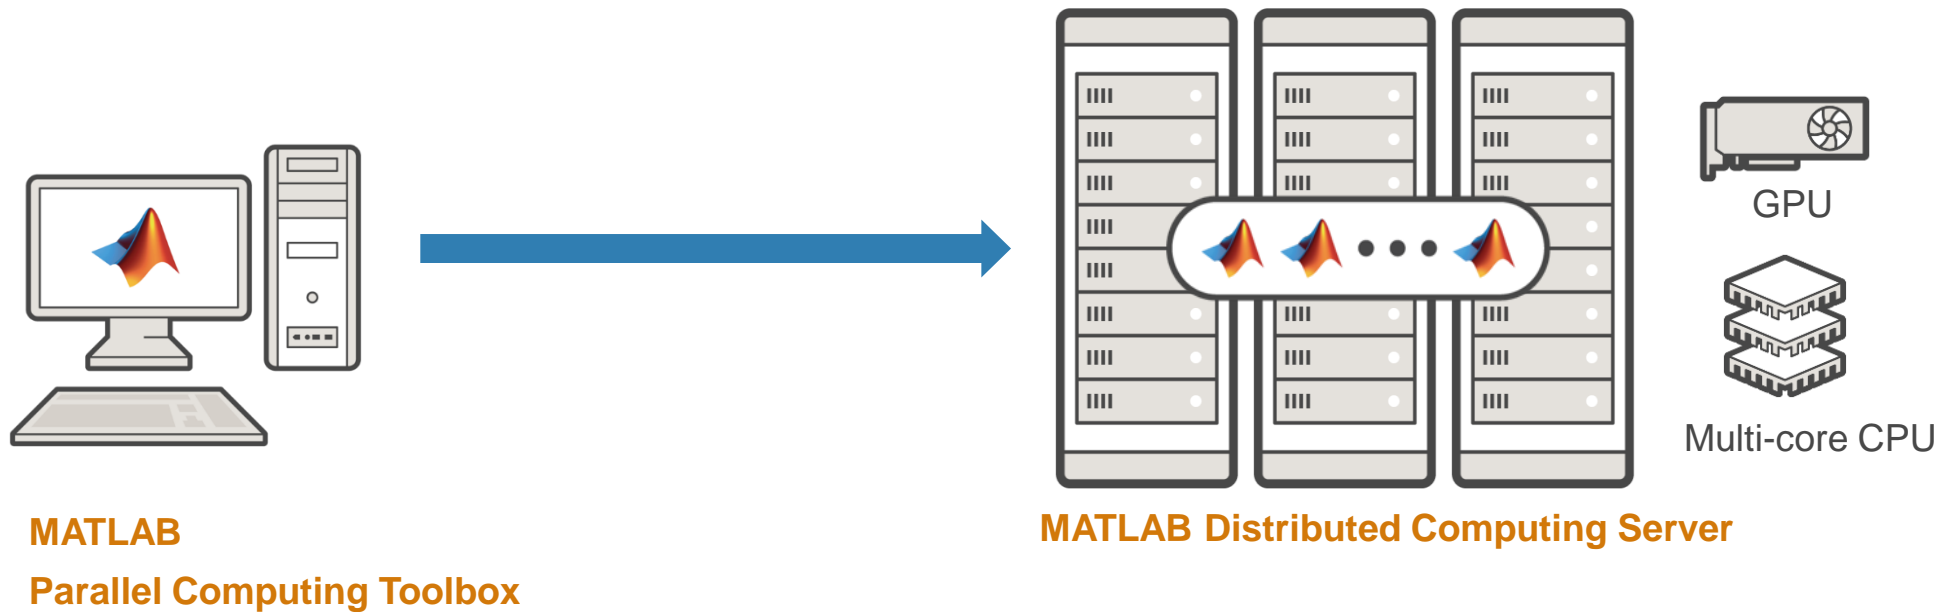 GPU
Multi-core CPU
MATLAB
Parallel Computing Toolbox
MATLAB Distributed Computing Server